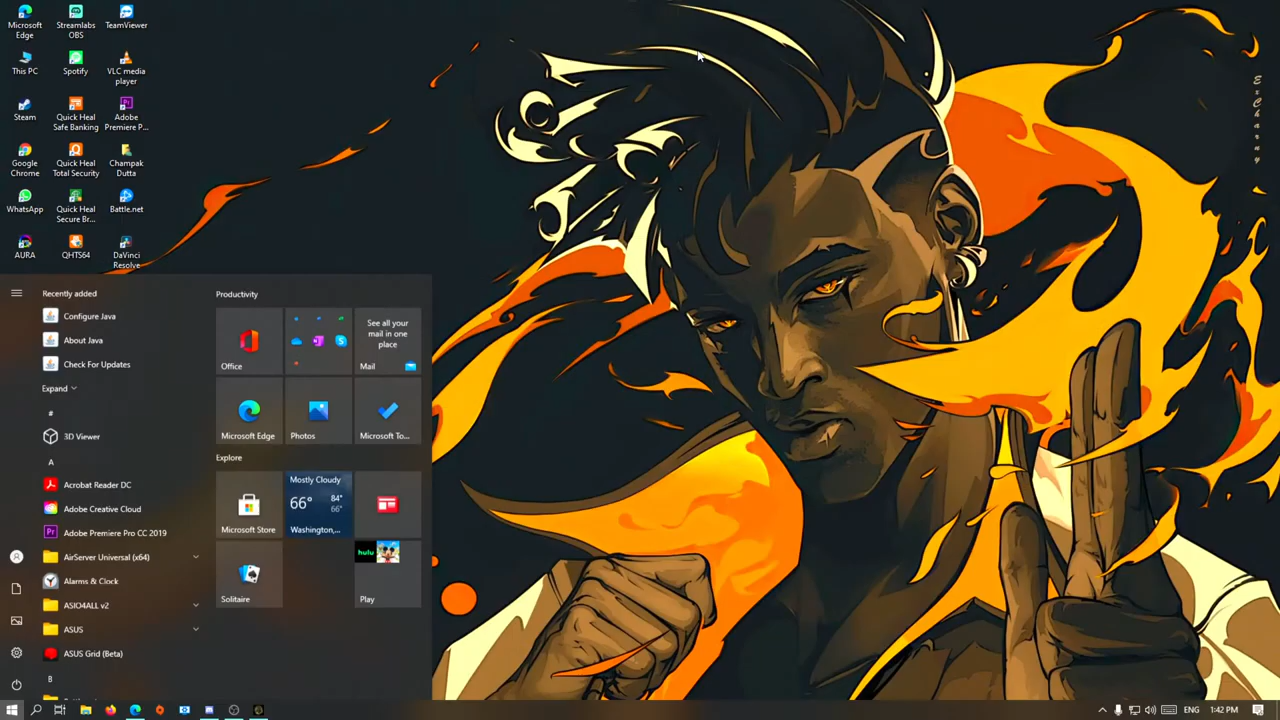 Microsoft
Edge
Streamlabs
OBS
TeamViewer
This PC
Spotify
VLC media
player
Steam
Quick Heal
Safe Banking
Adobe
Premiere P...
Google
Chrome
Quick Heal
Total Security
Champak
Dutta
WhatsApp
Quick Heal
Secure Br...
Battle.net
AURA
QHTS64
DaVinci
Resolve
ExCharny
Recently added
Configure Java
About Java
Check For Updates
Expand
#
3D Viewer
A
Acrobat Reader DC
Adobe Creative Cloud
Adobe Premiere Pro CC 2019
AirServer Universal (x64)
Alarms & Clock
ASIO4ALL v2
ASUS
ASUS Grid (Beta)
B
Productivity
Office
See all your
mail in one
place
Mail
Microsoft Edge
Photos
Microsoft To...
Explore
Microsoft Store
Mostly Cloudy
66° 84°
66°
Washington,...
Solitaire
hulu
Play
ENG
1:42 PM